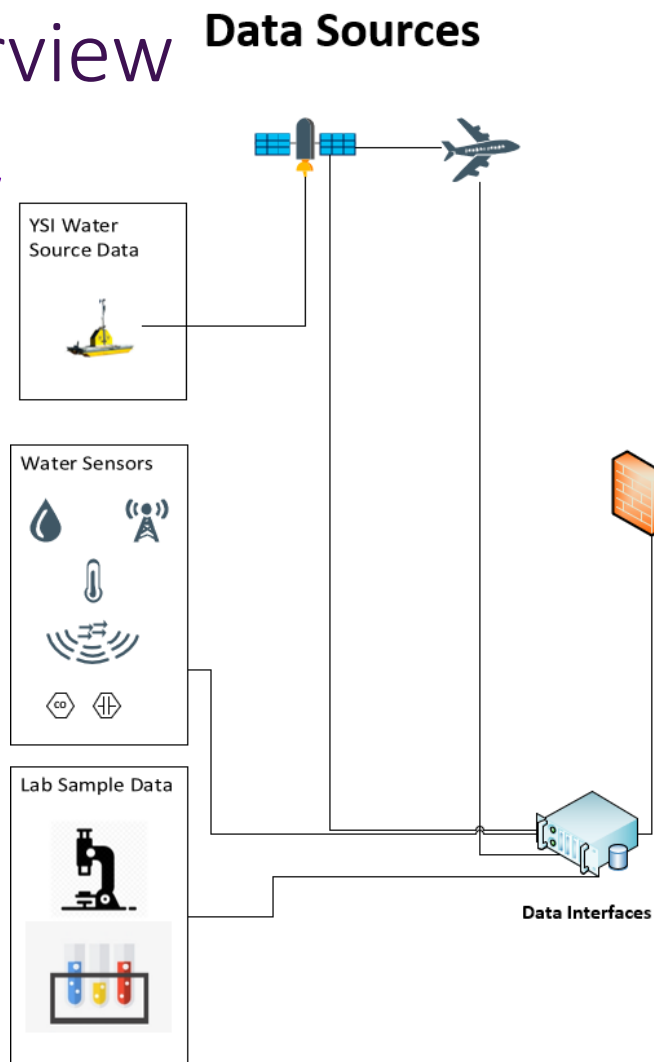 rview
Data Sources
YSI Water
Source Data
Water Sensors
CO
Lab Sample Data
Data Interfaces